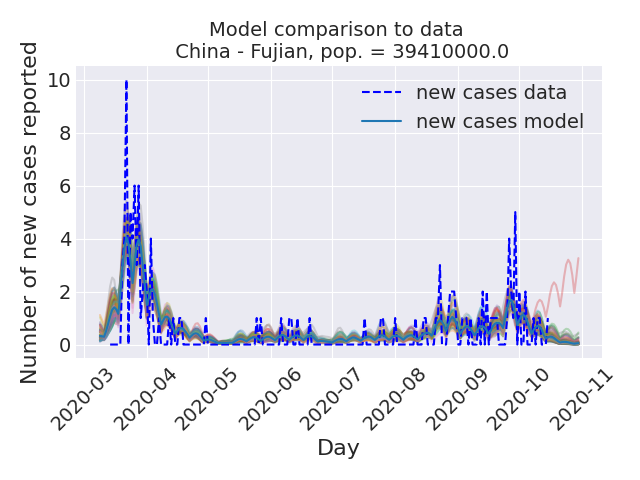 Model comparison to data
China - Fujian, pop. = 39410000.0
Number of new cases reported
10
8
6
4
2
0
new cases data
new cases model
2020-03
2020-04
2020-05
2020-06
2020-07
2020-08
2020-09
2020-10
2020-11
Day